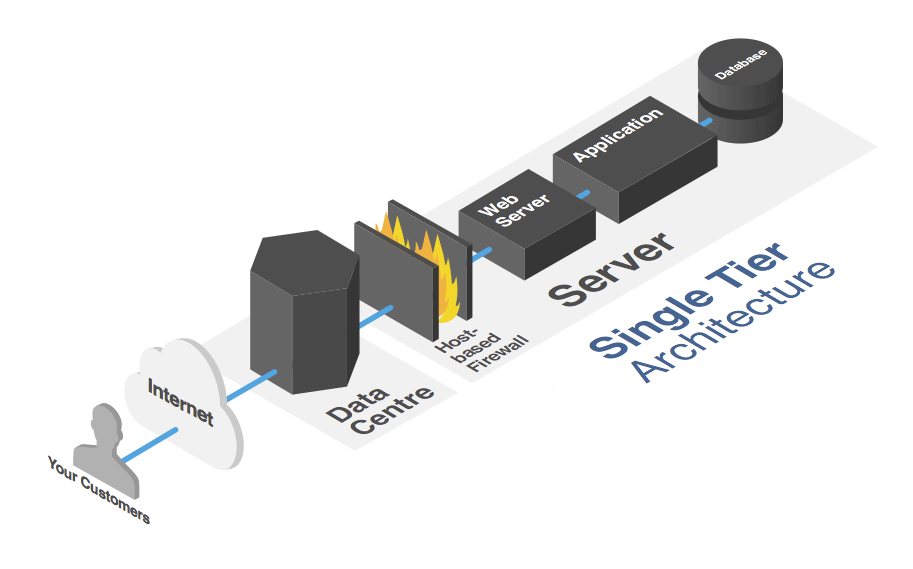 Database
Application
Web
Server
Server
Single Tier
Architecture
Host-
based
Firewall
Data
Centre
Internet
Your Customers